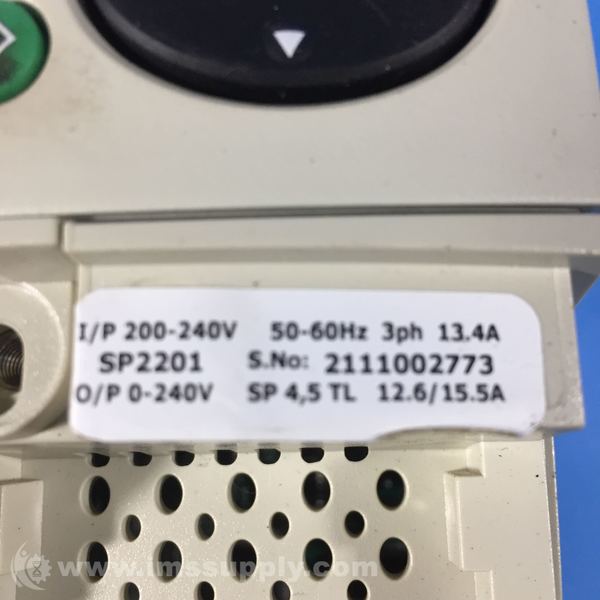 I/P 200-240V 50-60Hz 3ph 13.4A
SP2201 S.No: 2111002773
O/P 0-240V SP 4,5 TL 12.6/15.5A
www.imssupply.com